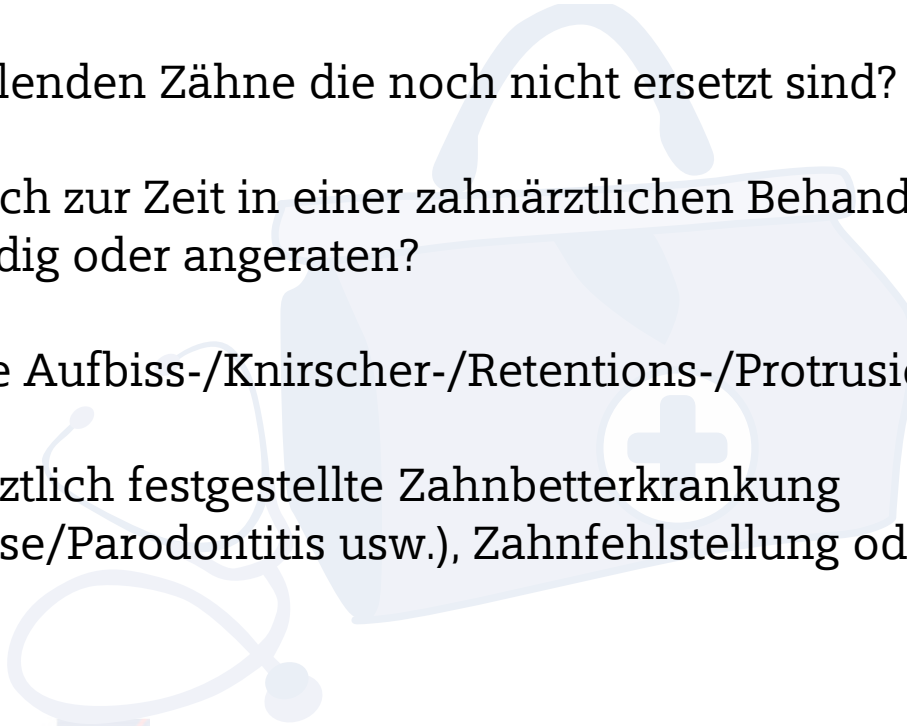 lenden Zähne die noch nicht ersetzt sind?
ch zur Zeit in einer zahnärztlichen Behand
dig oder angeraten?
e Aufbiss-/Knirscher-/Retentions-/Protrusi
ztlich festgestellte Zahnbetterkrankung
se/Parodontitis usw.), Zahnfehlstellung od